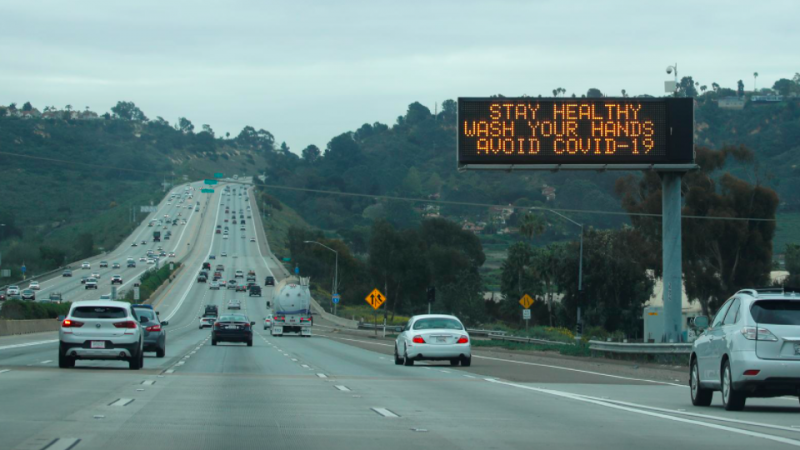 STAY HEALTHY
WASH YOUR HANDS
AVOID COVID-19